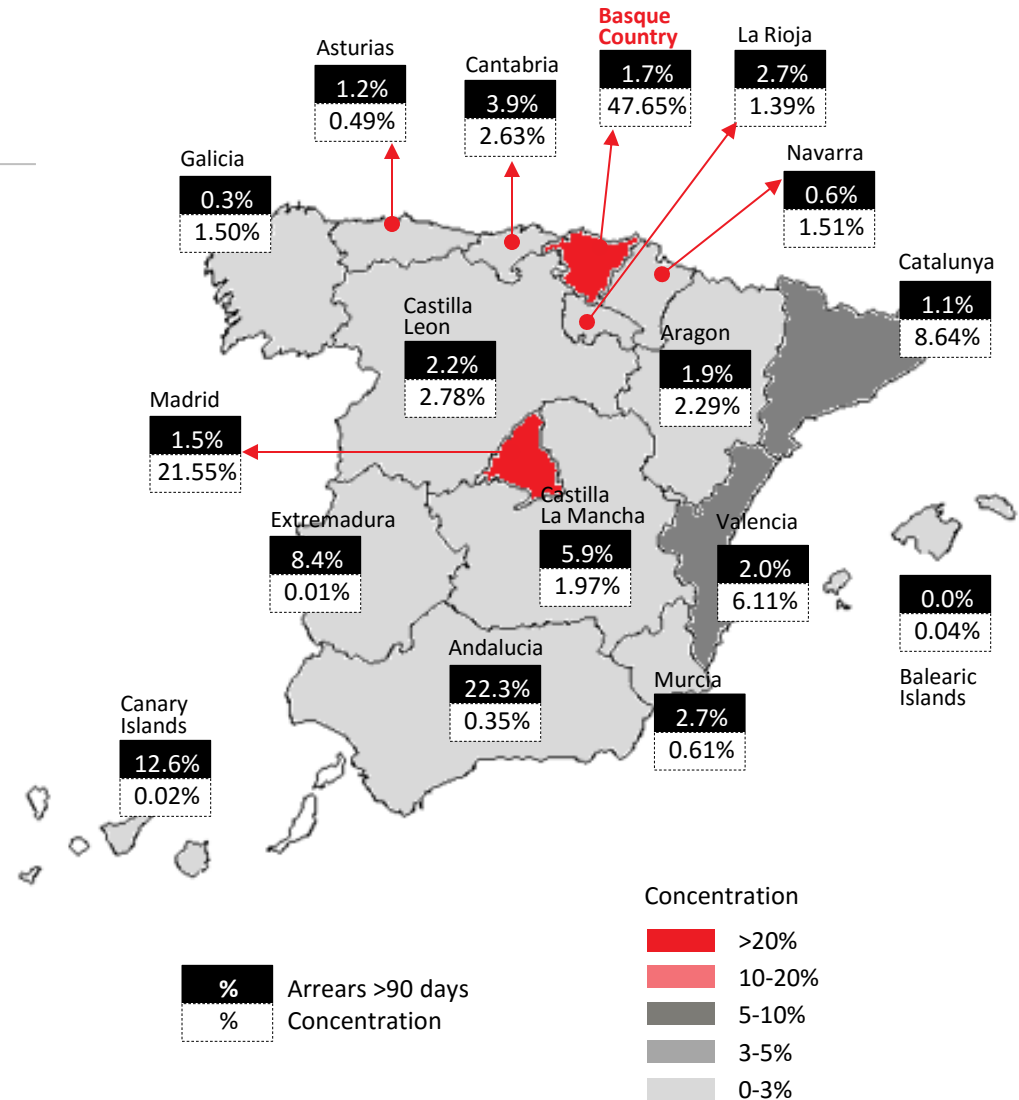 Basque
Country
1.7%
47.65%
La Rioja
2.7%
1.39%
Asturias
1.2%
0.49%
Cantabria
3.9%
2.63%
Navarra
0.6%
1.51%
Galicia
0.3%
1.50%
Catalunya
1.1%
8.64%
Castilla
Leon
2.2%
2.78%
Aragon
1.9%
2.29%
Madrid
1.5%
21.55%
Castilla
La Mancha
5.9%
1.97%
Extremadura
8.4%
0.01%
Valencia
2.0%
6.11%
0.0%
0.04%
Balearic
Islands
Andalucia
22.3%
0.35%
Murcia
2.7%
0.61%
Canary
Islands
12.6%
0.02%
Concentration
>20%
10-20%
5-10%
3-5%
0-3%
% Arrears >90 days
% Concentration